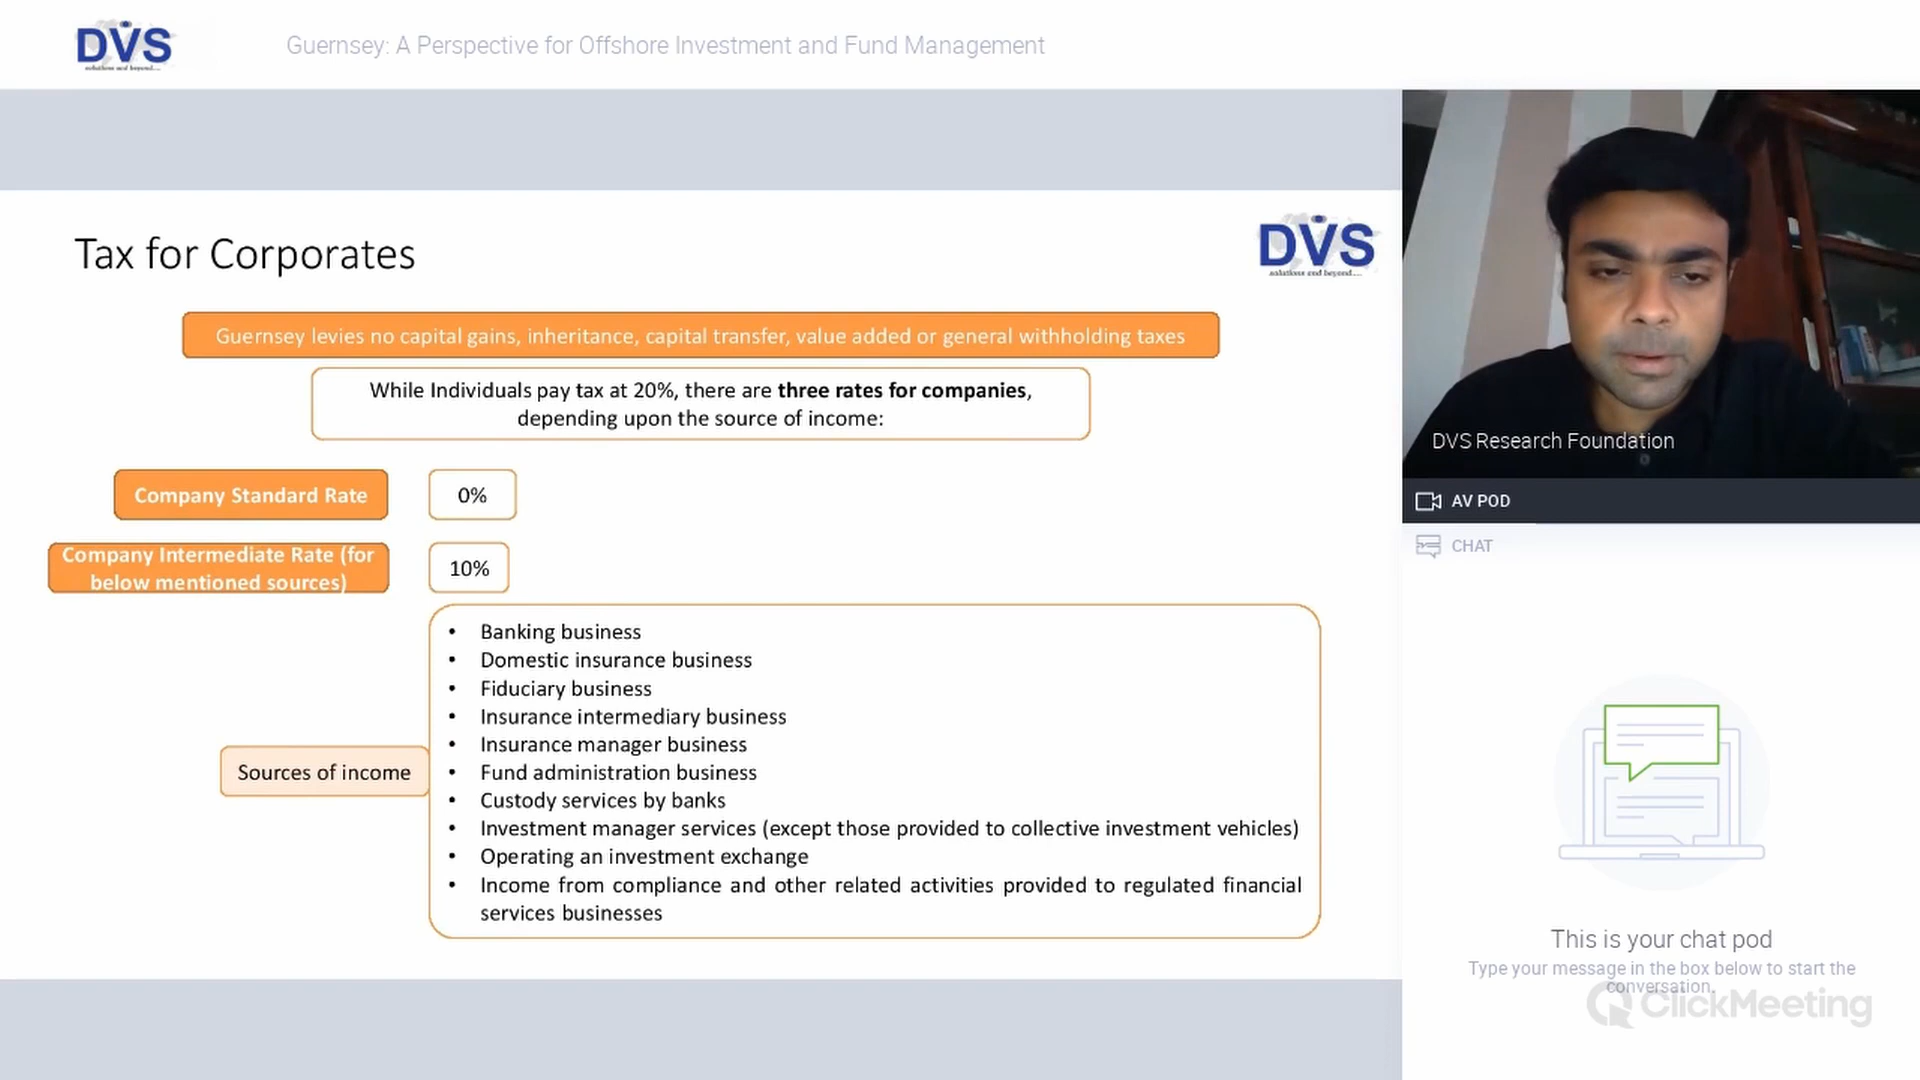 DVS
solutions and beyond....
Guernsey: A Perspective for Offshore Investment and Fund Management
Tax for Corporates
DVS
solutions and beyond....
Guernsey levies no capital gains, inheritance, capital transfer, value added or general withholding taxes
While Individuals pay tax at 20%, there are three rates for companies,
depending upon the source of income:
Company Standard Rate
0%
Company Intermediate Rate (for
below mentioned sources)
10%
Sources of income
• Banking business
• Domestic insurance business
• Fiduciary business
• Insurance intermediary business
• Insurance manager business
• Fund administration business
• Custody services by banks
• Investment manager services (except those provided to collective investment vehicles)
• Operating an investment exchange
• Income from compliance and other related activities provided to regulated financial
services businesses
DVS Research Foundation
AV POD
CHAT
This is your chat pod
Type your message in the box below to start the
conversation.
ClickMeeting